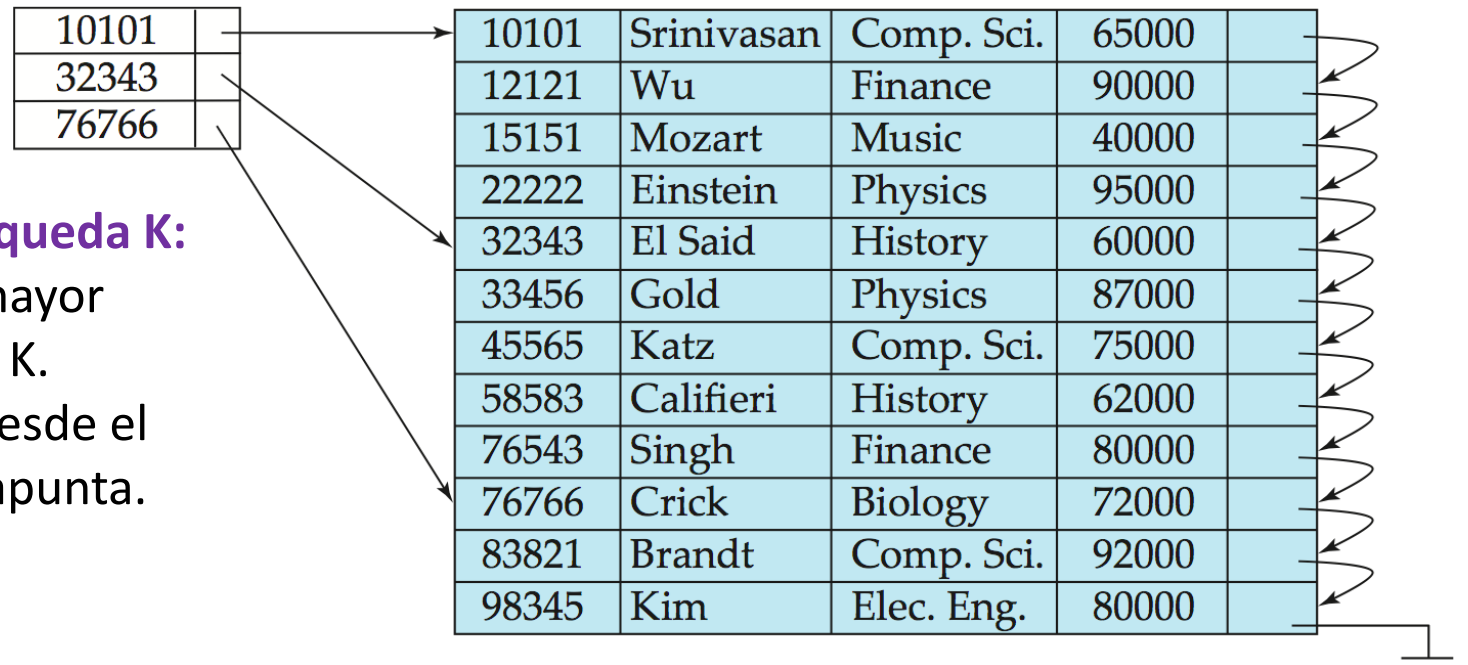 10101
32343
76766
queda K:
mayor
K.
esde el
apunta.
10101 Srinivasan Comp. Sci. 65000
12121 Wu Finance 90000
15151 Mozart Music 40000
22222 Einstein Physics 95000
32343 El Said History 60000
33456 Gold Physics 87000
45565 Katz Comp. Sci. 75000
58583 Califieri History 62000
76543 Singh Finance 80000
76766 Crick Biology 72000
83821 Brandt Comp. Sci. 92000
98345 Kim Elec. Eng. 80000